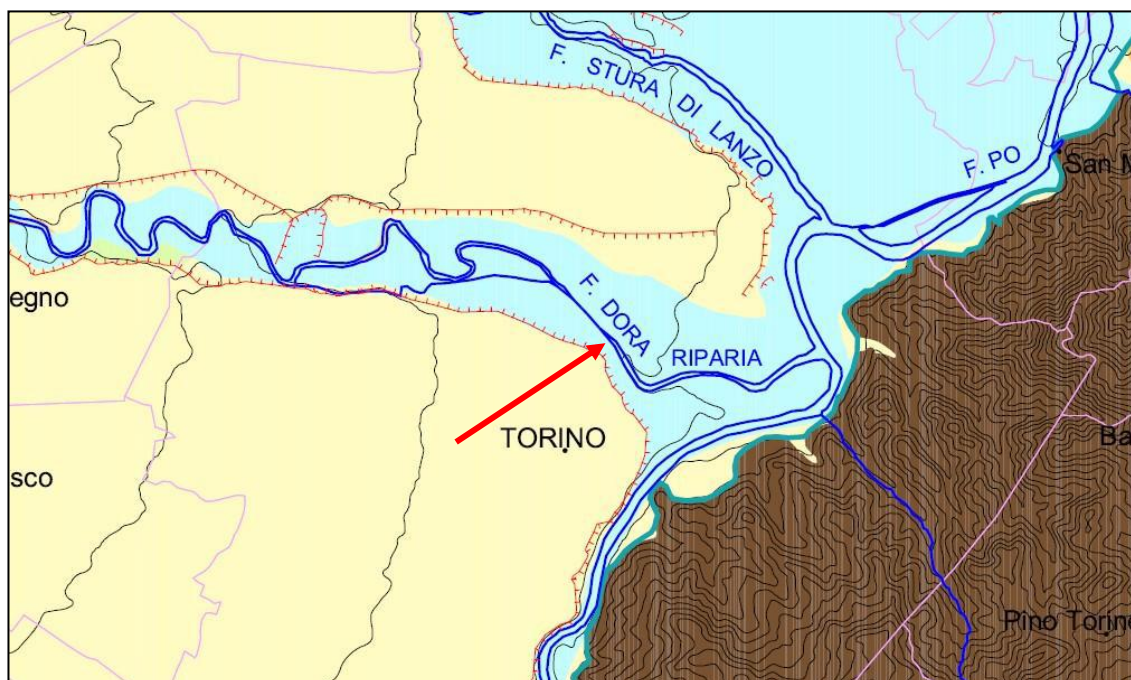 F. STURA DI LANZO
F. PO
San M
egno
F. DORA RIPARIA
TORINO
Ba
sco
Pino Torine